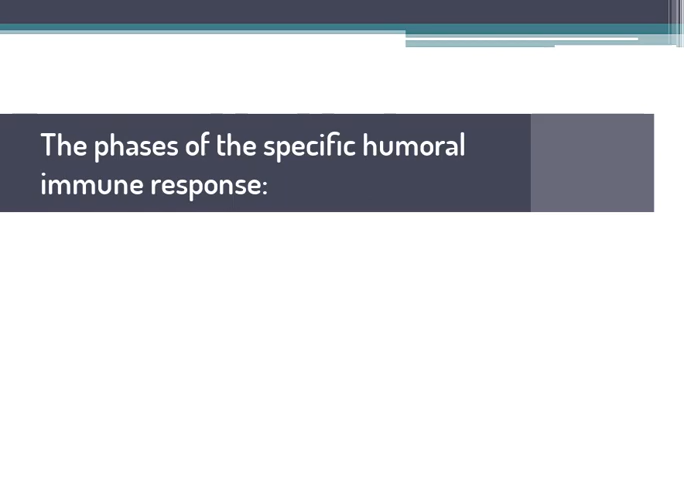 The phases of the specific humoral
immune response: